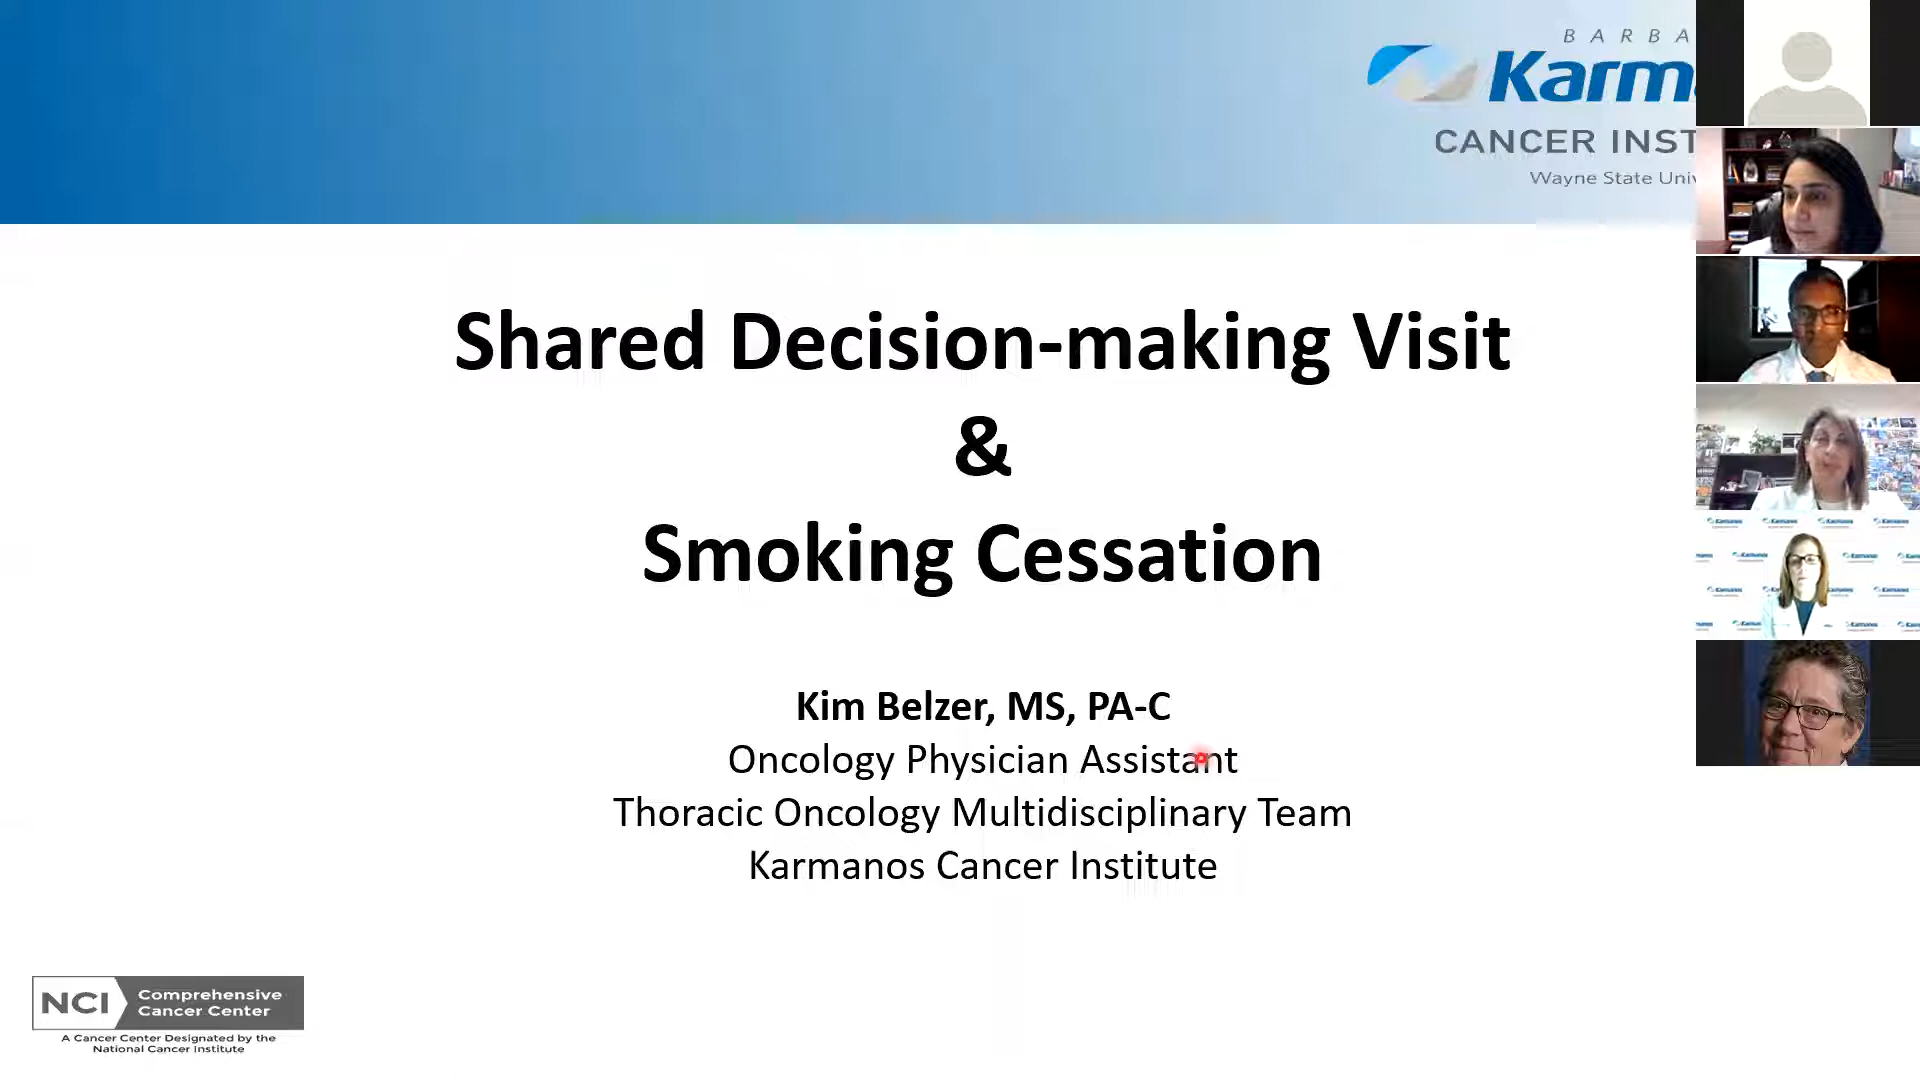 BARBA
Karm
CANCER INST
Wayne State Univ
Shared Decision-making Visit
&
Smoking Cessation
Kim Belzer, MS, PA-C
Oncology Physician Assistant
Thoracic Oncology Multidisciplinary Team
Karmanos Cancer Institute
NCI
Comprehensive
Cancer Center
A Cancer Center Designated by the
National Cancer Institute